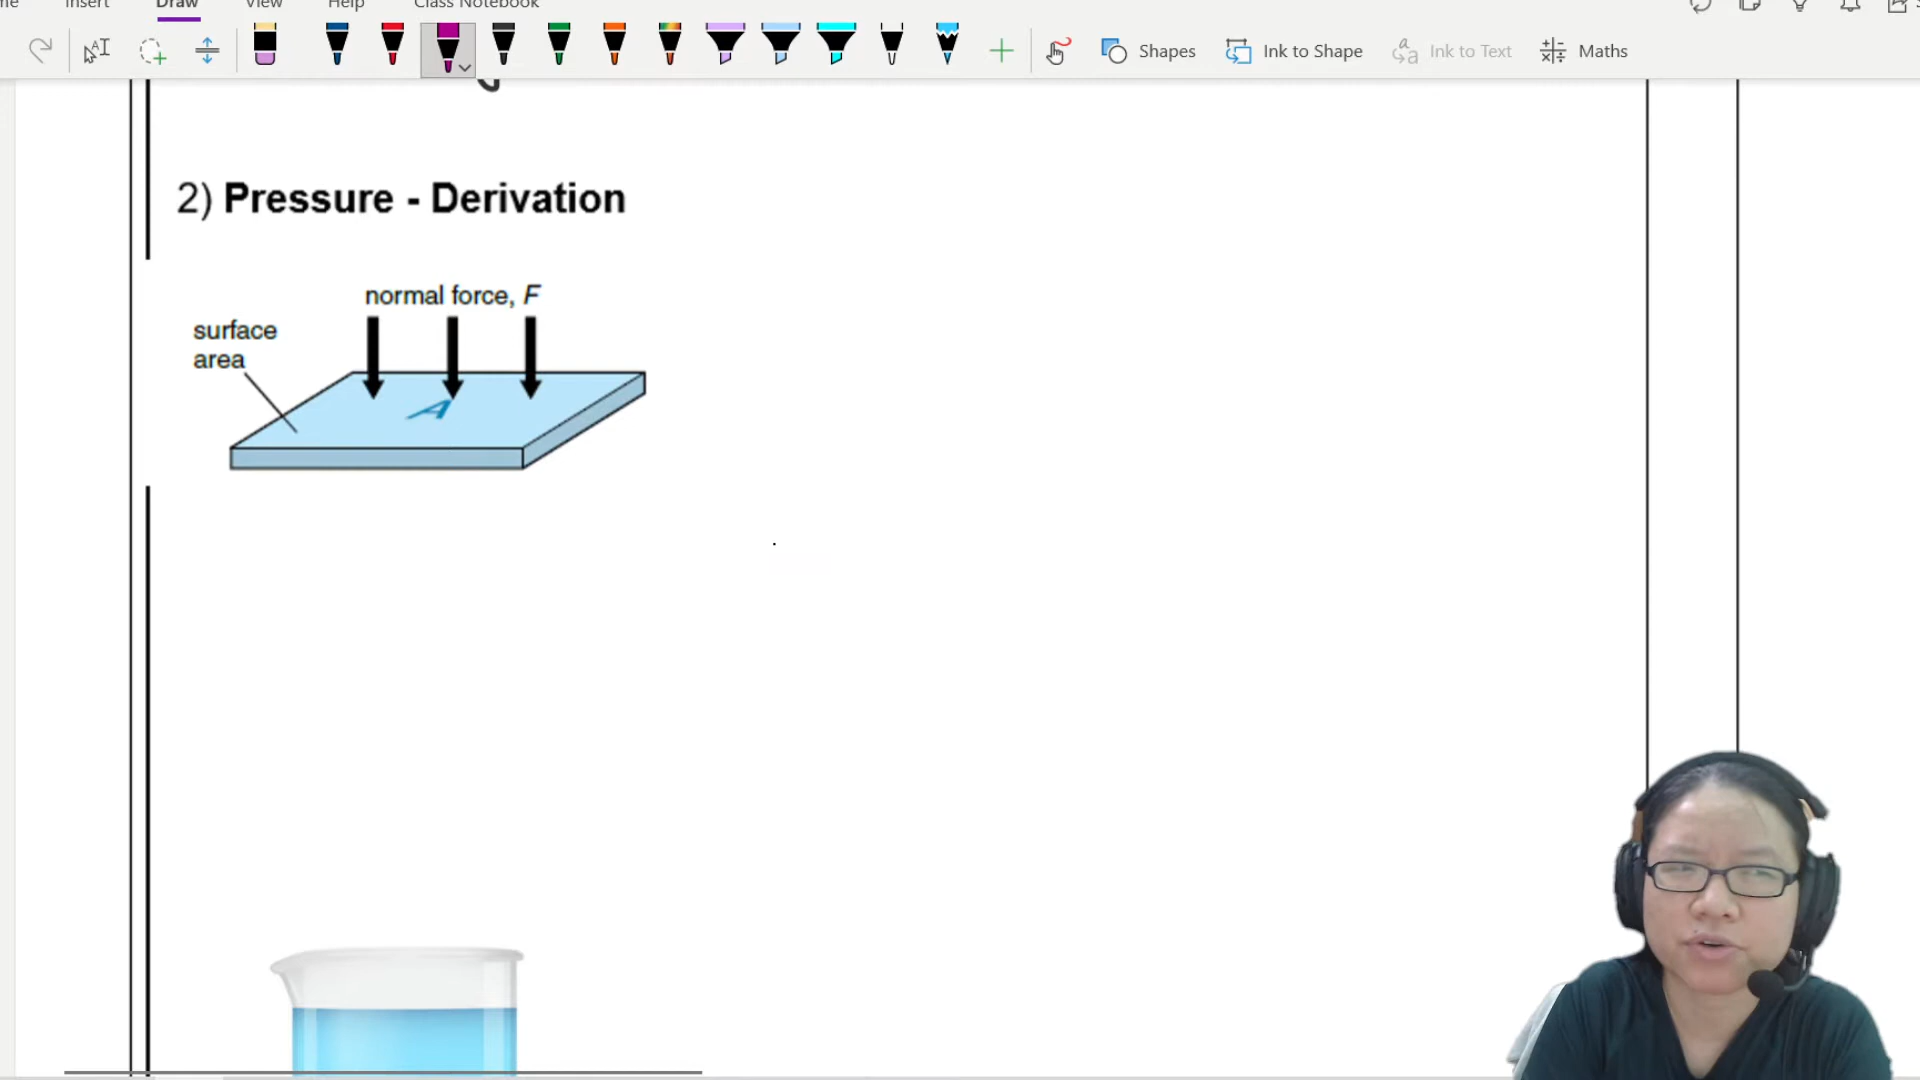 Insert Draw View Help Class Notebook
Shapes Ink to Shape Ink to Text Maths
2) Pressure - Derivation
normal force, F
surface
area
A